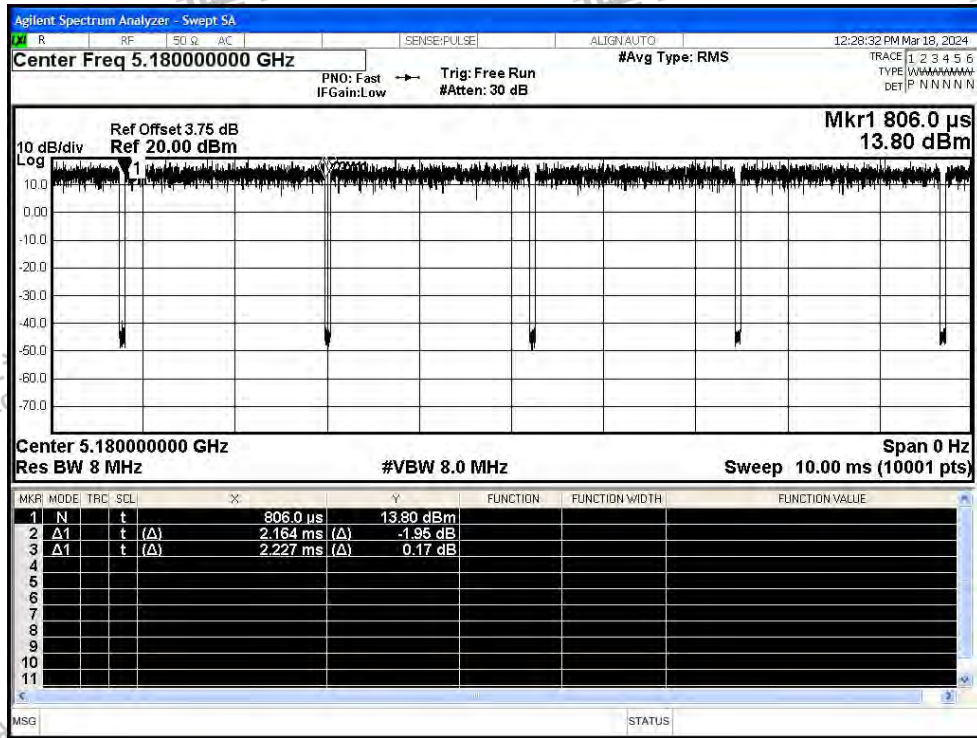 Agilent Spectrum Analyzer - Swept SA
LXI R RF 50 Ω AC SENSE:PULSE ALIGN AUTO 12:28:32 PM Mar 18, 2024
Center Freq 5.180000000 GHz #Avg Type: RMS TRACE 1 2 3 4 5 6
PNO: Fast Trig: Free Run TYPE WWWWWW
IFGain:Low #Atten: 30 dB DET P N N N N N
Mkr1 806.0 µs
Ref Offset 3.75 dB
10 dB/div Ref 20.00 dBm 13.80 dBm
Log
1
10.0
0.00
-10.0
-20.0
-30.0
-40.0
-50.0
-60.0
-70.0
Center 5.180000000 GHz Span 0 Hz
Res BW 8 MHz #VBW 8.0 MHz Sweep 10.00 ms (10001 pts)
MKR MODE TRC SCL X Y FUNCTION FUNCTION WIDTH FUNCTION VALUE
1 N t 806.0 µs 13.80 dBm
2 Δ1 t (Δ) 2.164 ms (Δ) -1.95 dB
3 Δ1 t (Δ) 2.227 ms (Δ) 0.17 dB
4
5
6
7
8
9
10
11
MSG STATUS